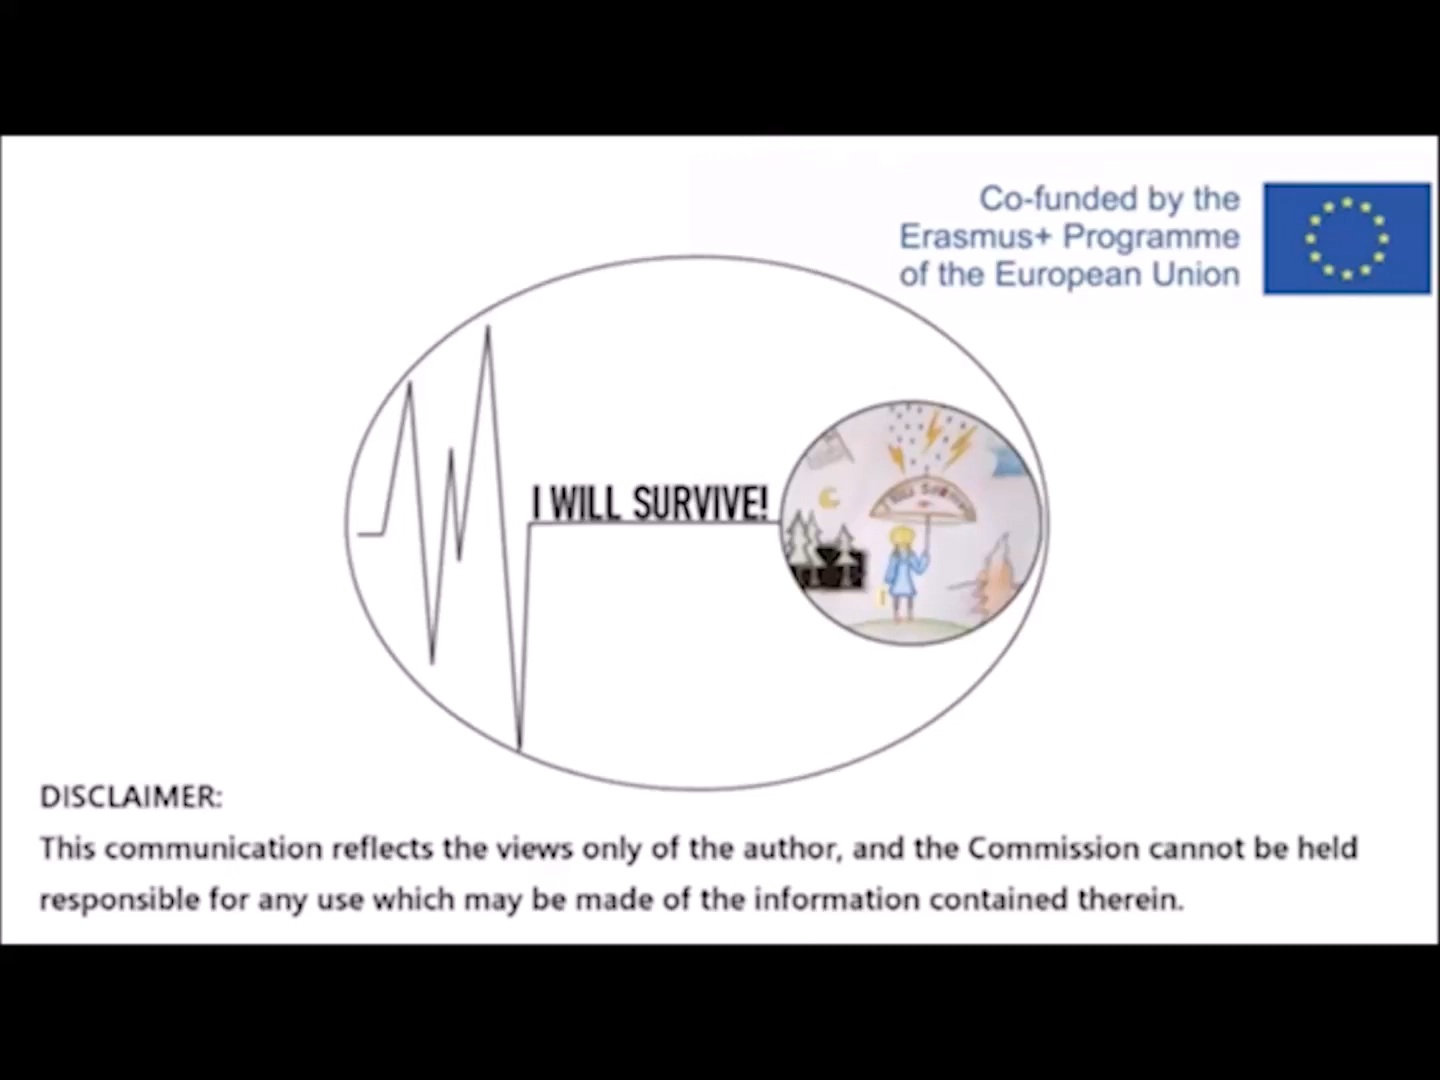 Co-funded by the
Erasmus+ Programme
of the European Union
I WILL SURVIVE!
DISCLAIMER:
This communication reflects the views only of the author, and the Commission cannot be held
responsible for any use which may be made of the information contained therein.